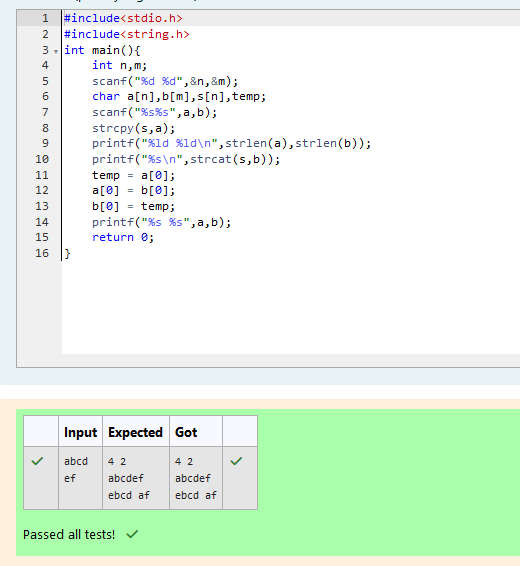 1 #include<stdio.h>
2 #include<string.h>
3 int main(){
4     int n,m;
5     scanf("%d %d",&n,&m);
6     char a[n],b[m],s[n],temp;
7     scanf("%s%s",a,b);
8     strcpy(s,a);
9     printf("%ld %ld\n",strlen(a),strlen(b));
10     printf("%s\n",strcat(s,b));
11     temp = a[0];
12     a[0] = b[0];
13     b[0] = temp;
14     printf("%s %s",a,b);
15     return 0;
16 }
Input Expected Got
abcd 4 2 4 2
ef abcdef abcdef
ebcd af ebcd af
Passed all tests!